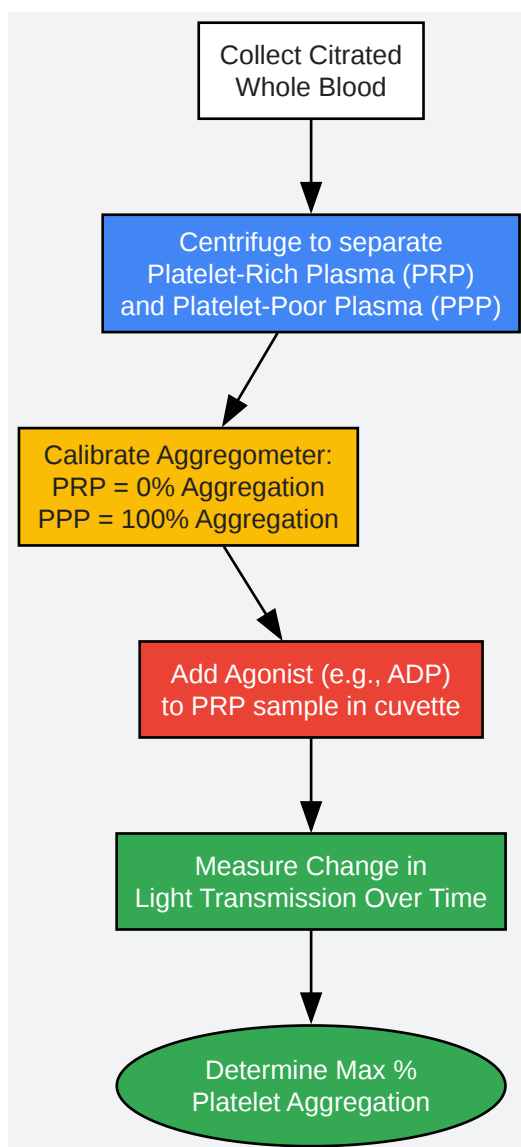 Collect Citrated
Whole Blood
Centrifuge to separate
Platelet-Rich Plasma (PRP)
and Platelet-Poor Plasma (PPP)
Calibrate Aggregometer:
PRP = 0% Aggregation
PPP = 100% Aggregation
Add Agonist (e.g., ADP)
to PRP sample in cuvette
Measure Change in
Light Transmission Over Time
Determine Max %
Platelet Aggregation